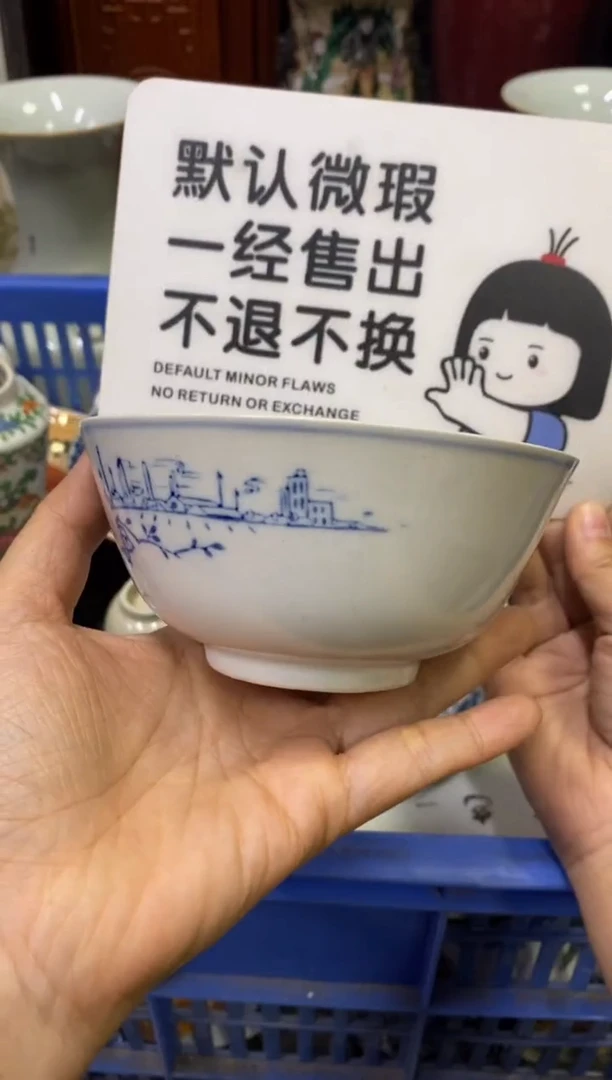 默认微瑕
一经售出
不退不换
DEFAULT MINOR FLAWS
NO RETURN OR EXCHANGE